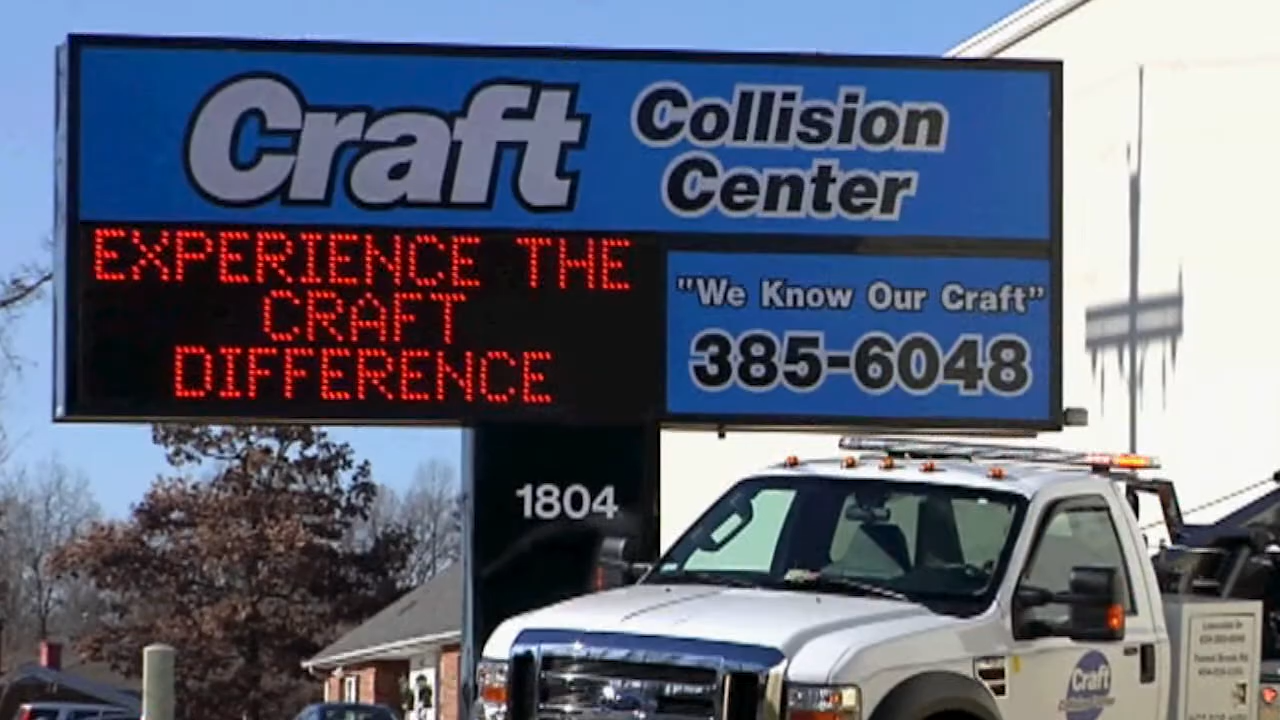 Craft
Collision
Center
EXPERIENCE THE
CRAFT
DIFFERENCE
"We Know Our Craft"
385-6048
1804
Craft